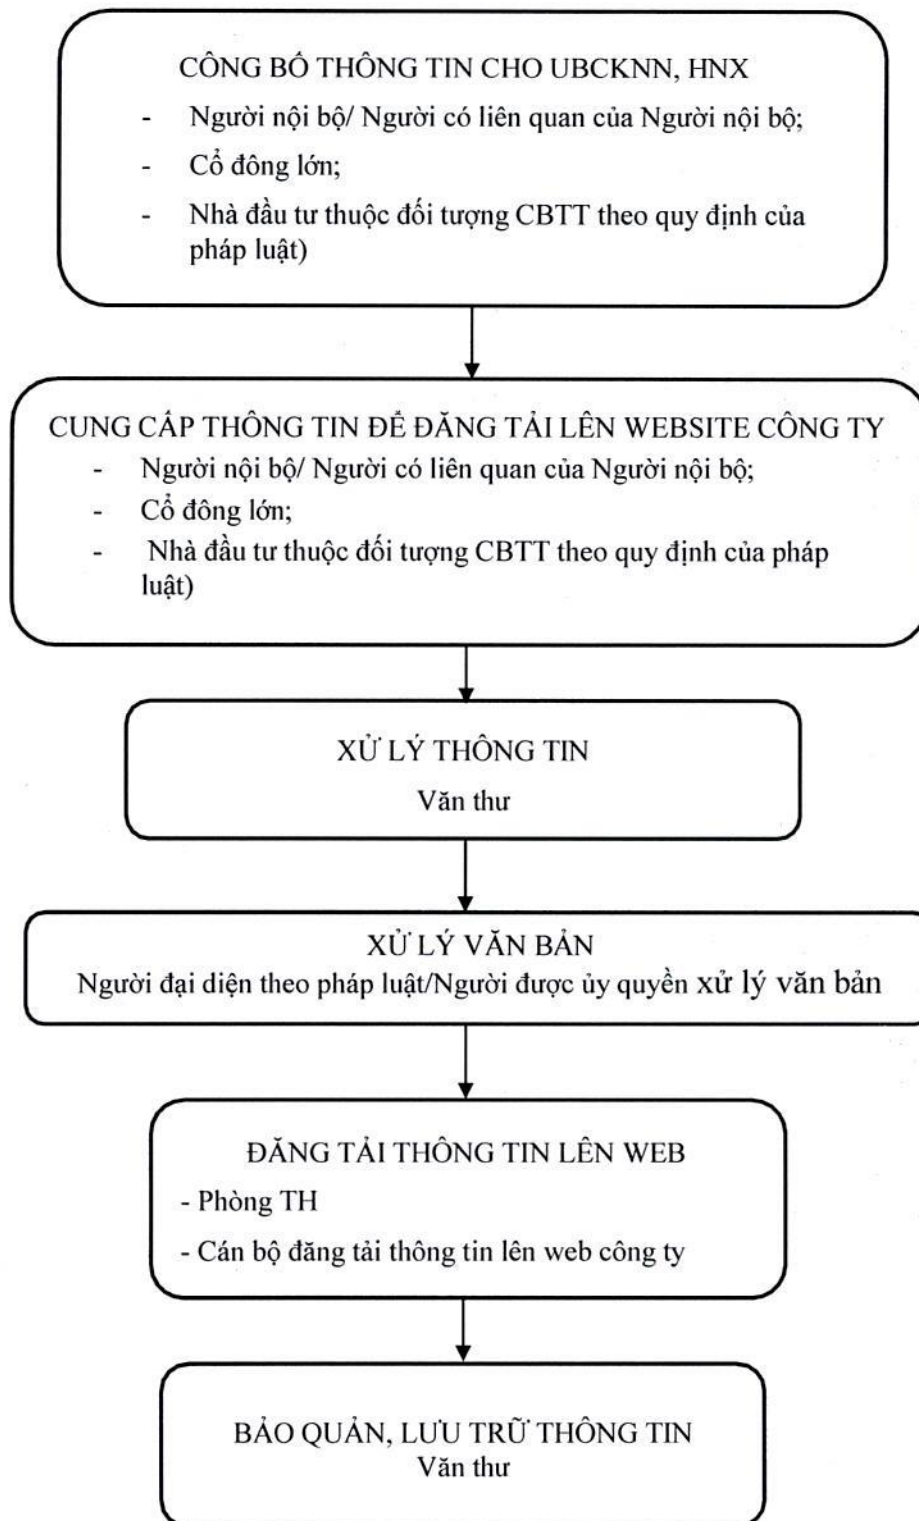 CÔNG BỐ THÔNG TIN CHO UBCKNN, HNX
- Người nội bộ/ Người có liên quan của Người nội bộ;
- Cổ đông lớn;
- Nhà đầu tư thuộc đối tượng CBTT theo quy định của
pháp luật)
CUNG CẤP THÔNG TIN ĐỂ ĐĂNG TẢI LÊN WEBSITE CÔNG TY
- Người nội bộ/ Người có liên quan của Người nội bộ;
- Cổ đông lớn;
- Nhà đầu tư thuộc đối tượng CBTT theo quy định của pháp
luật)
XỬ LÝ THÔNG TIN
Văn thư
XỬ LÝ VĂN BẢN
Người đại diện theo pháp luật/Người được ủy quyền xử lý văn bản
ĐĂNG TẢI THÔNG TIN LÊN WEB
- Phòng TH
- Cán bộ đăng tải thông tin lên web công ty
BẢO QUẢN, LƯU TRỮ THÔNG TIN
Văn thư